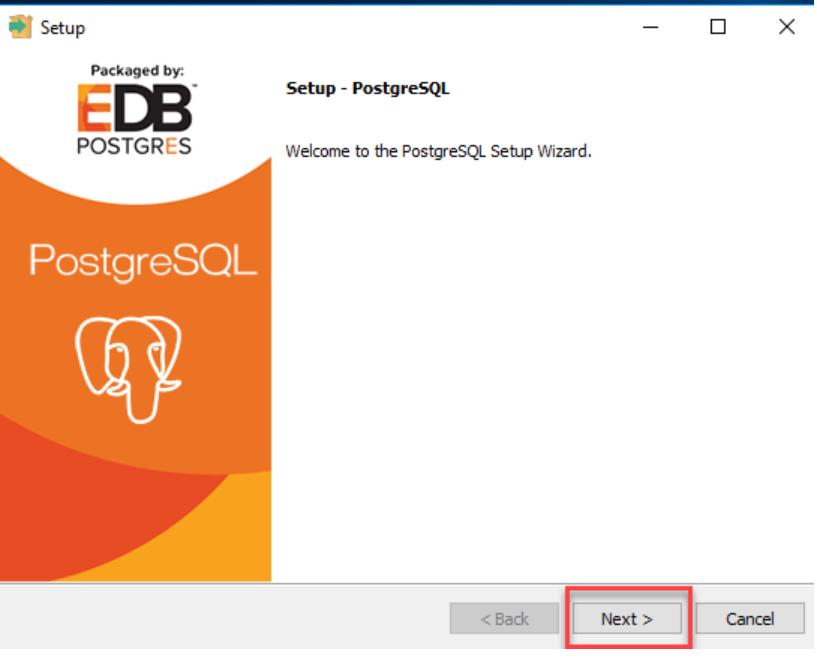 Setup
Packaged by:
EDB™
POSTGRES
Setup - PostgreSQL
Welcome to the PostgreSQL Setup Wizard.
PostgreSQL
< Back
Next >
Cancel